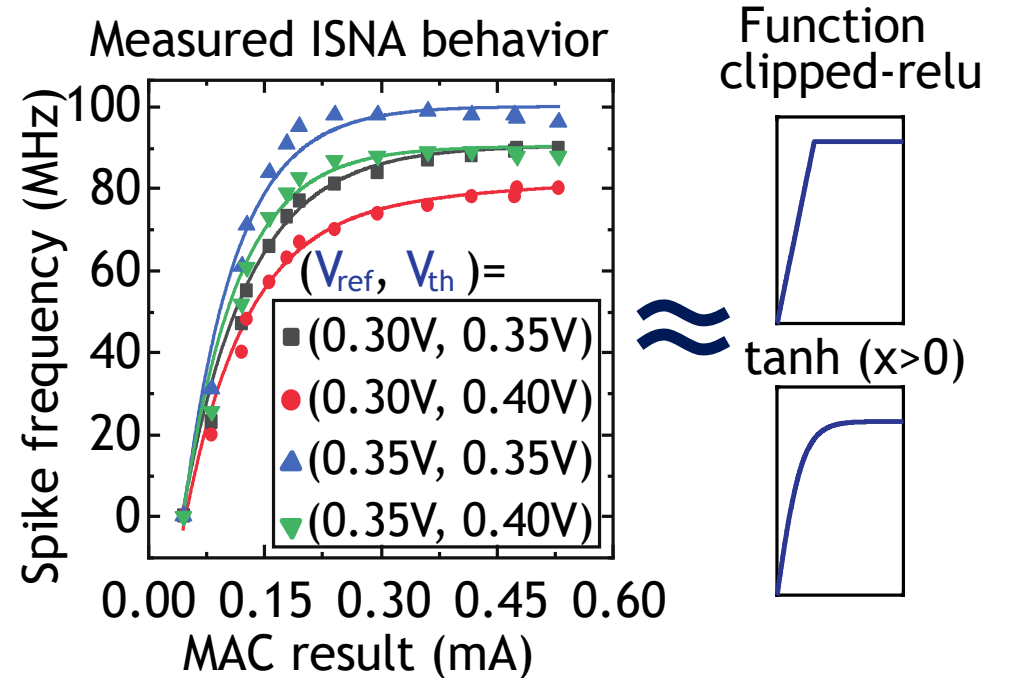 Measured ISNA behavior
Spike frequency (MHz)
100
80
60
40
20
0
(Vref, Vth)=
(0.30V, 0.35V)
(0.30V, 0.40V)
(0.35V, 0.35V)
(0.35V, 0.40V)
0.00 0.15 0.30 0.45 0.60
MAC result (mA)
≈
Function
clipped-relu
tanh (x>0)